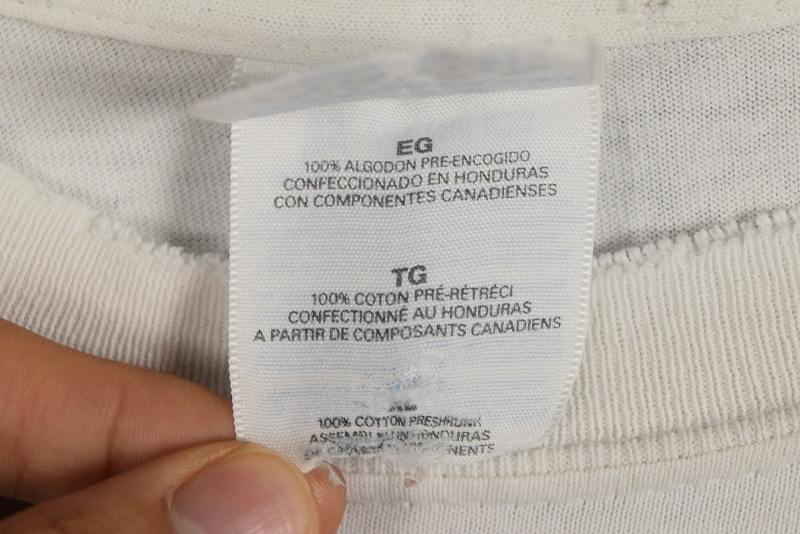 EG
100% ALGODON PRE-ENCOGIDO
CONFECCIONADO EN HONDURAS
CON COMPONENTES CANADIENSES
TG
100% COTON PRÉ-RÉTRÉCI
CONFECTIONNÉ AU HONDURAS
A PARTIR DE COMPOSANTS CANADIENS
100% COTTON PRESHRUNK
HONDURAS